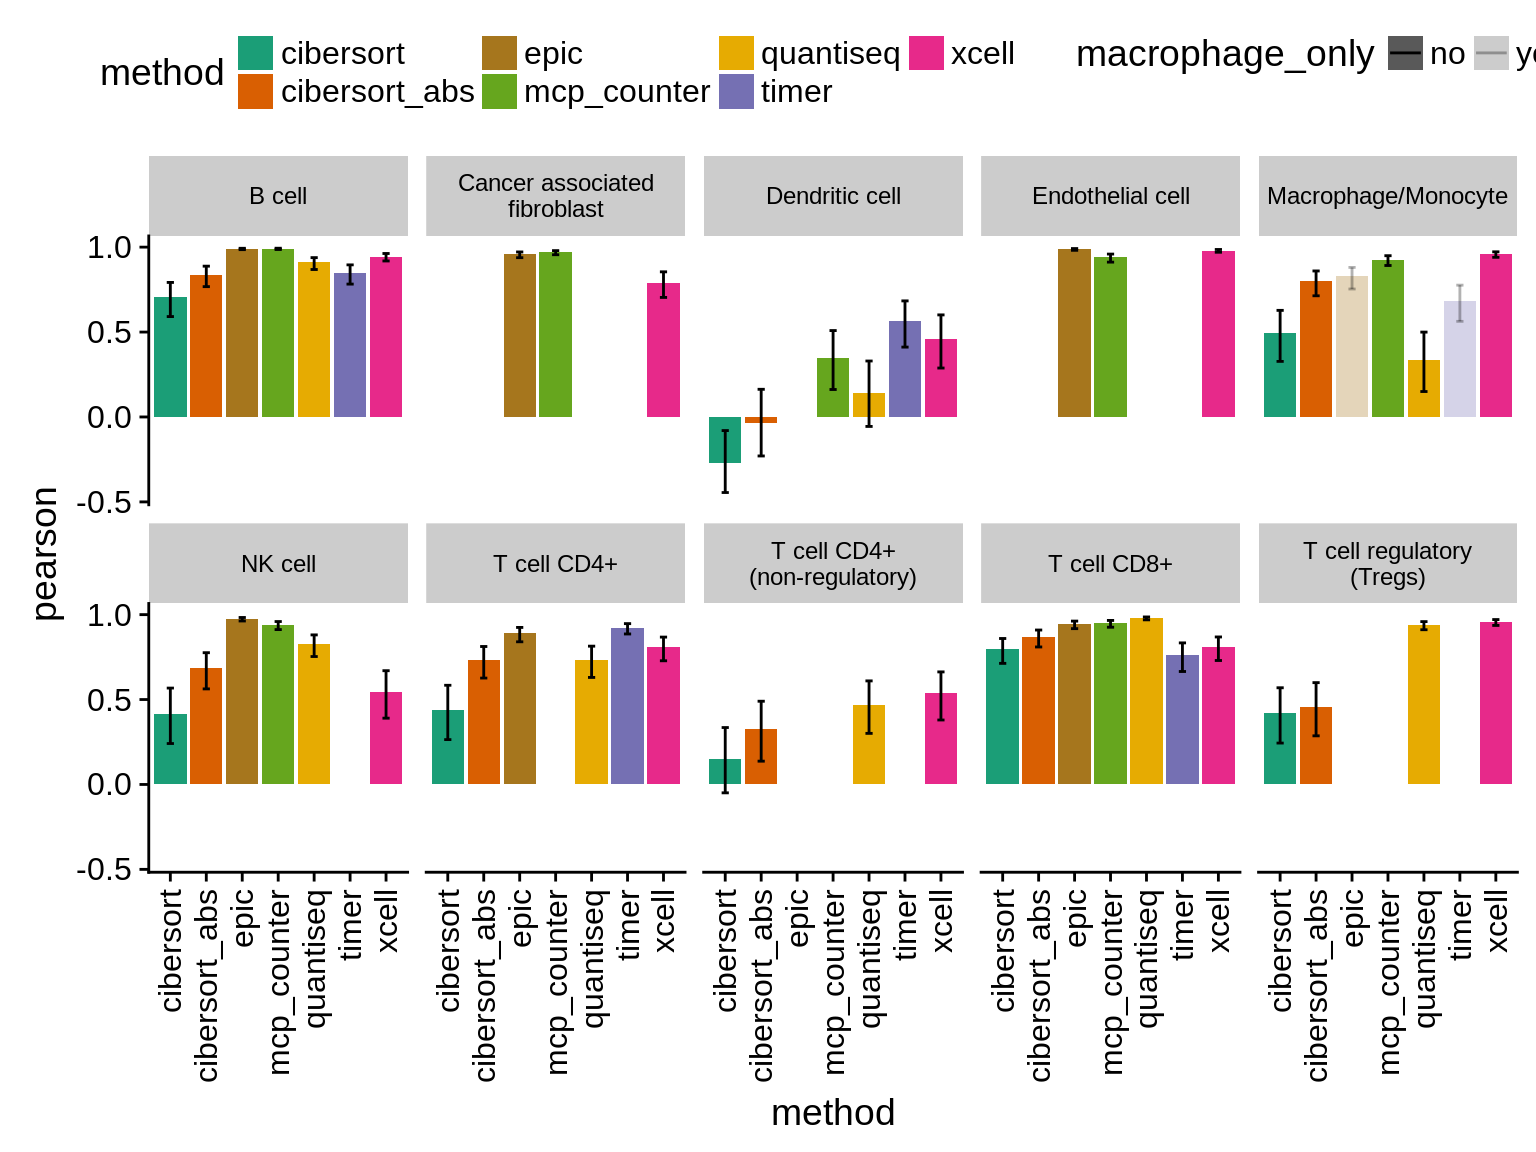 method
cibersort
epic
quantiseq
xcell
cibersort_abs
mcp_counter
timer
macrophage_only
no
B cell
Cancer associated
fibroblast
Dendritic cell
Endothelial cell
Macrophage/Monocyte
1.0
0.5
0.0
-0.5
pearson
NK cell
T cell CD4+
T cell CD4+
(non-regulatory)
T cell CD8+
T cell regulatory
(Tregs)
1.0
0.5
0.0
-0.5
cibersort
cibersort_abs
epic
mcp_counter
quantiseq
timer
xcell
cibersort
cibersort_abs
epic
mcp_counter
quantiseq
timer
xcell
cibersort
cibersort_abs
epic
mcp_counter
quantiseq
timer
xcell
cibersort
cibersort_abs
epic
mcp_counter
quantiseq
timer
xcell
cibersort
cibersort_abs
epic
mcp_counter
quantiseq
timer
xcell
method